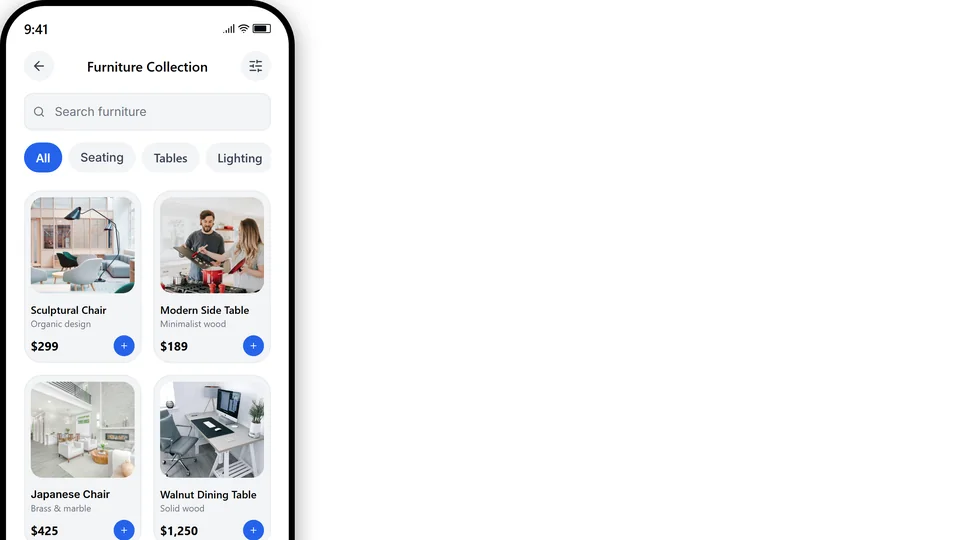 9:41
Furniture Collection
Search furniture
All Seating Tables Lighting
Sculptural Chair
Organic design
$299 +
Modern Side Table
Minimalist wood
$189 +
Japanese Chair
Brass & marble
$425 +
Walnut Dining Table
Solid wood
$1,250 +